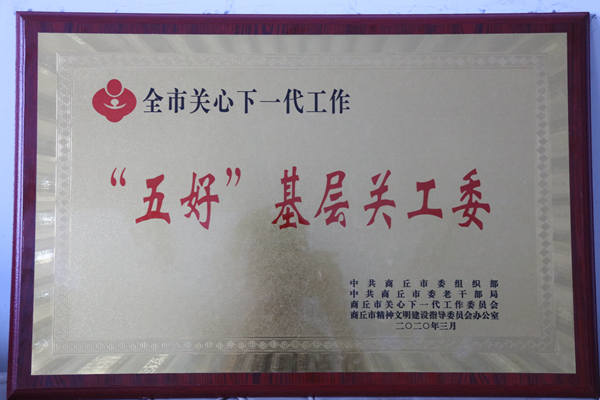 全市关心下一代工作
“五好”基层关工委
中共商丘市委组织部
中共商丘市委老干部局
商丘市关心下一代工作委员会
商丘市精神文明建设指导委员会办公室
二〇二〇年三月